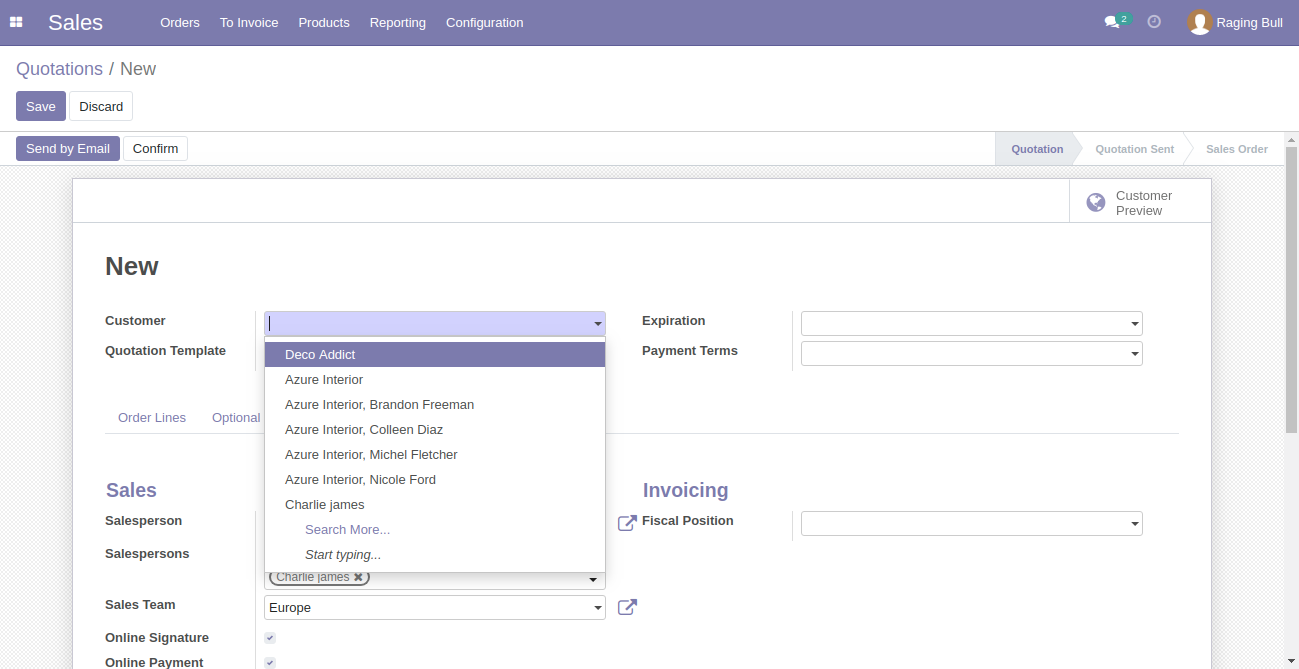 Sales
Orders
To Invoice
Products
Reporting
Configuration
2
Raging Bull
Quotations / New
Save
Discard
Send by Email
Confirm
Quotation
Quotation Sent
Sales Order
Customer
Preview
New
Customer
Expiration
Quotation Template
Payment Terms
Deco Addict
Azure Interior
Azure Interior, Brandon Freeman
Azure Interior, Colleen Diaz
Azure Interior, Michel Fletcher
Azure Interior, Nicole Ford
Charlie james
Search More...
Start typing...
Order Lines
Optional
Sales
Invoicing
Salesperson
Fiscal Position
Salespersons
Charlie james
Sales Team
Europe
Online Signature
Online Payment